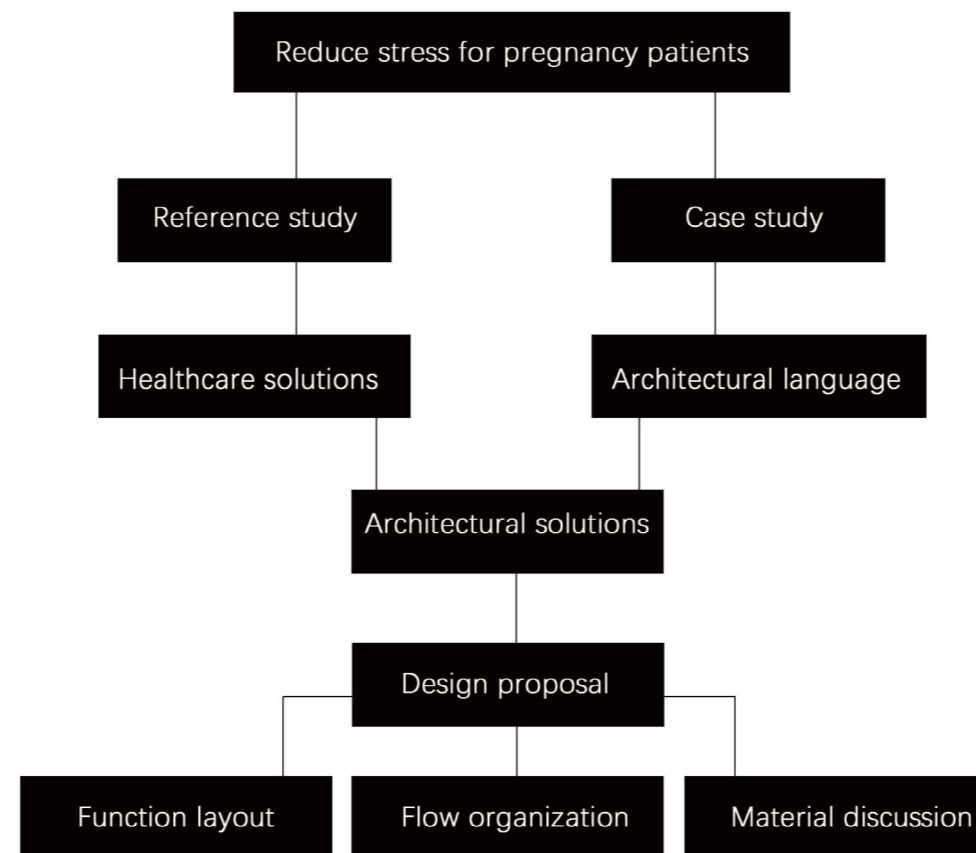 Reduce stress for pregnancy patients
Reference study
Case study
Healthcare solutions
Architectural language
Architectural solutions
Design proposal
Function layout
Flow organization
Material discussion